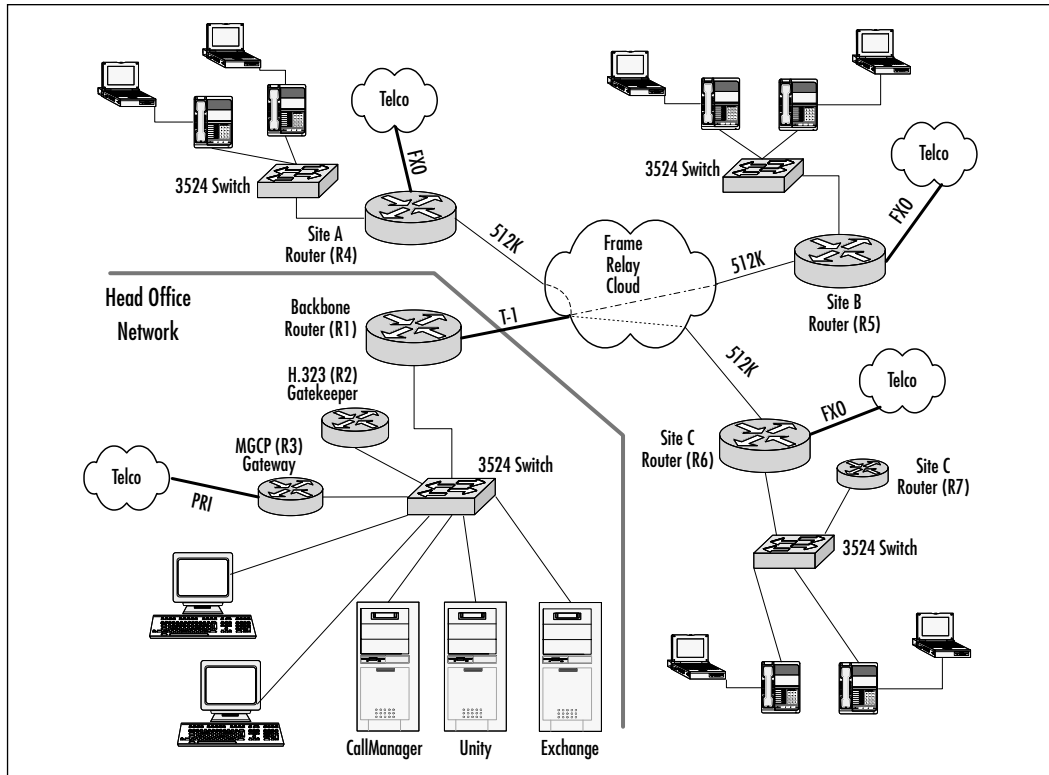 Telco
FXO
3524 Switch
Site A
Router (R4)
512K
Frame
Relay
Cloud
3524 Switch
Telco
FXO
512K
Site B
Router (R5)
Head Office
Network
Backbone
Router (R1)
T-1
512K
H.323 (R2)
Gatekeeper
Telco
FXO
Site C
Router (R6)
MGCP (R3)
Gateway
3524 Switch
Telco
PRI
Site C
Router (R7)
3524 Switch
CallManager
Unity
Exchange